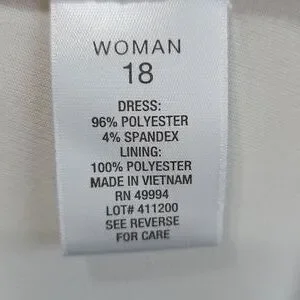 WOMAN
18
DRESS:
96% POLYESTER
4% SPANDEX
LINING:
100% POLYESTER
MADE IN VIETNAM
RN 49994
LOT# 411200
SEE REVERSE
FOR CARE